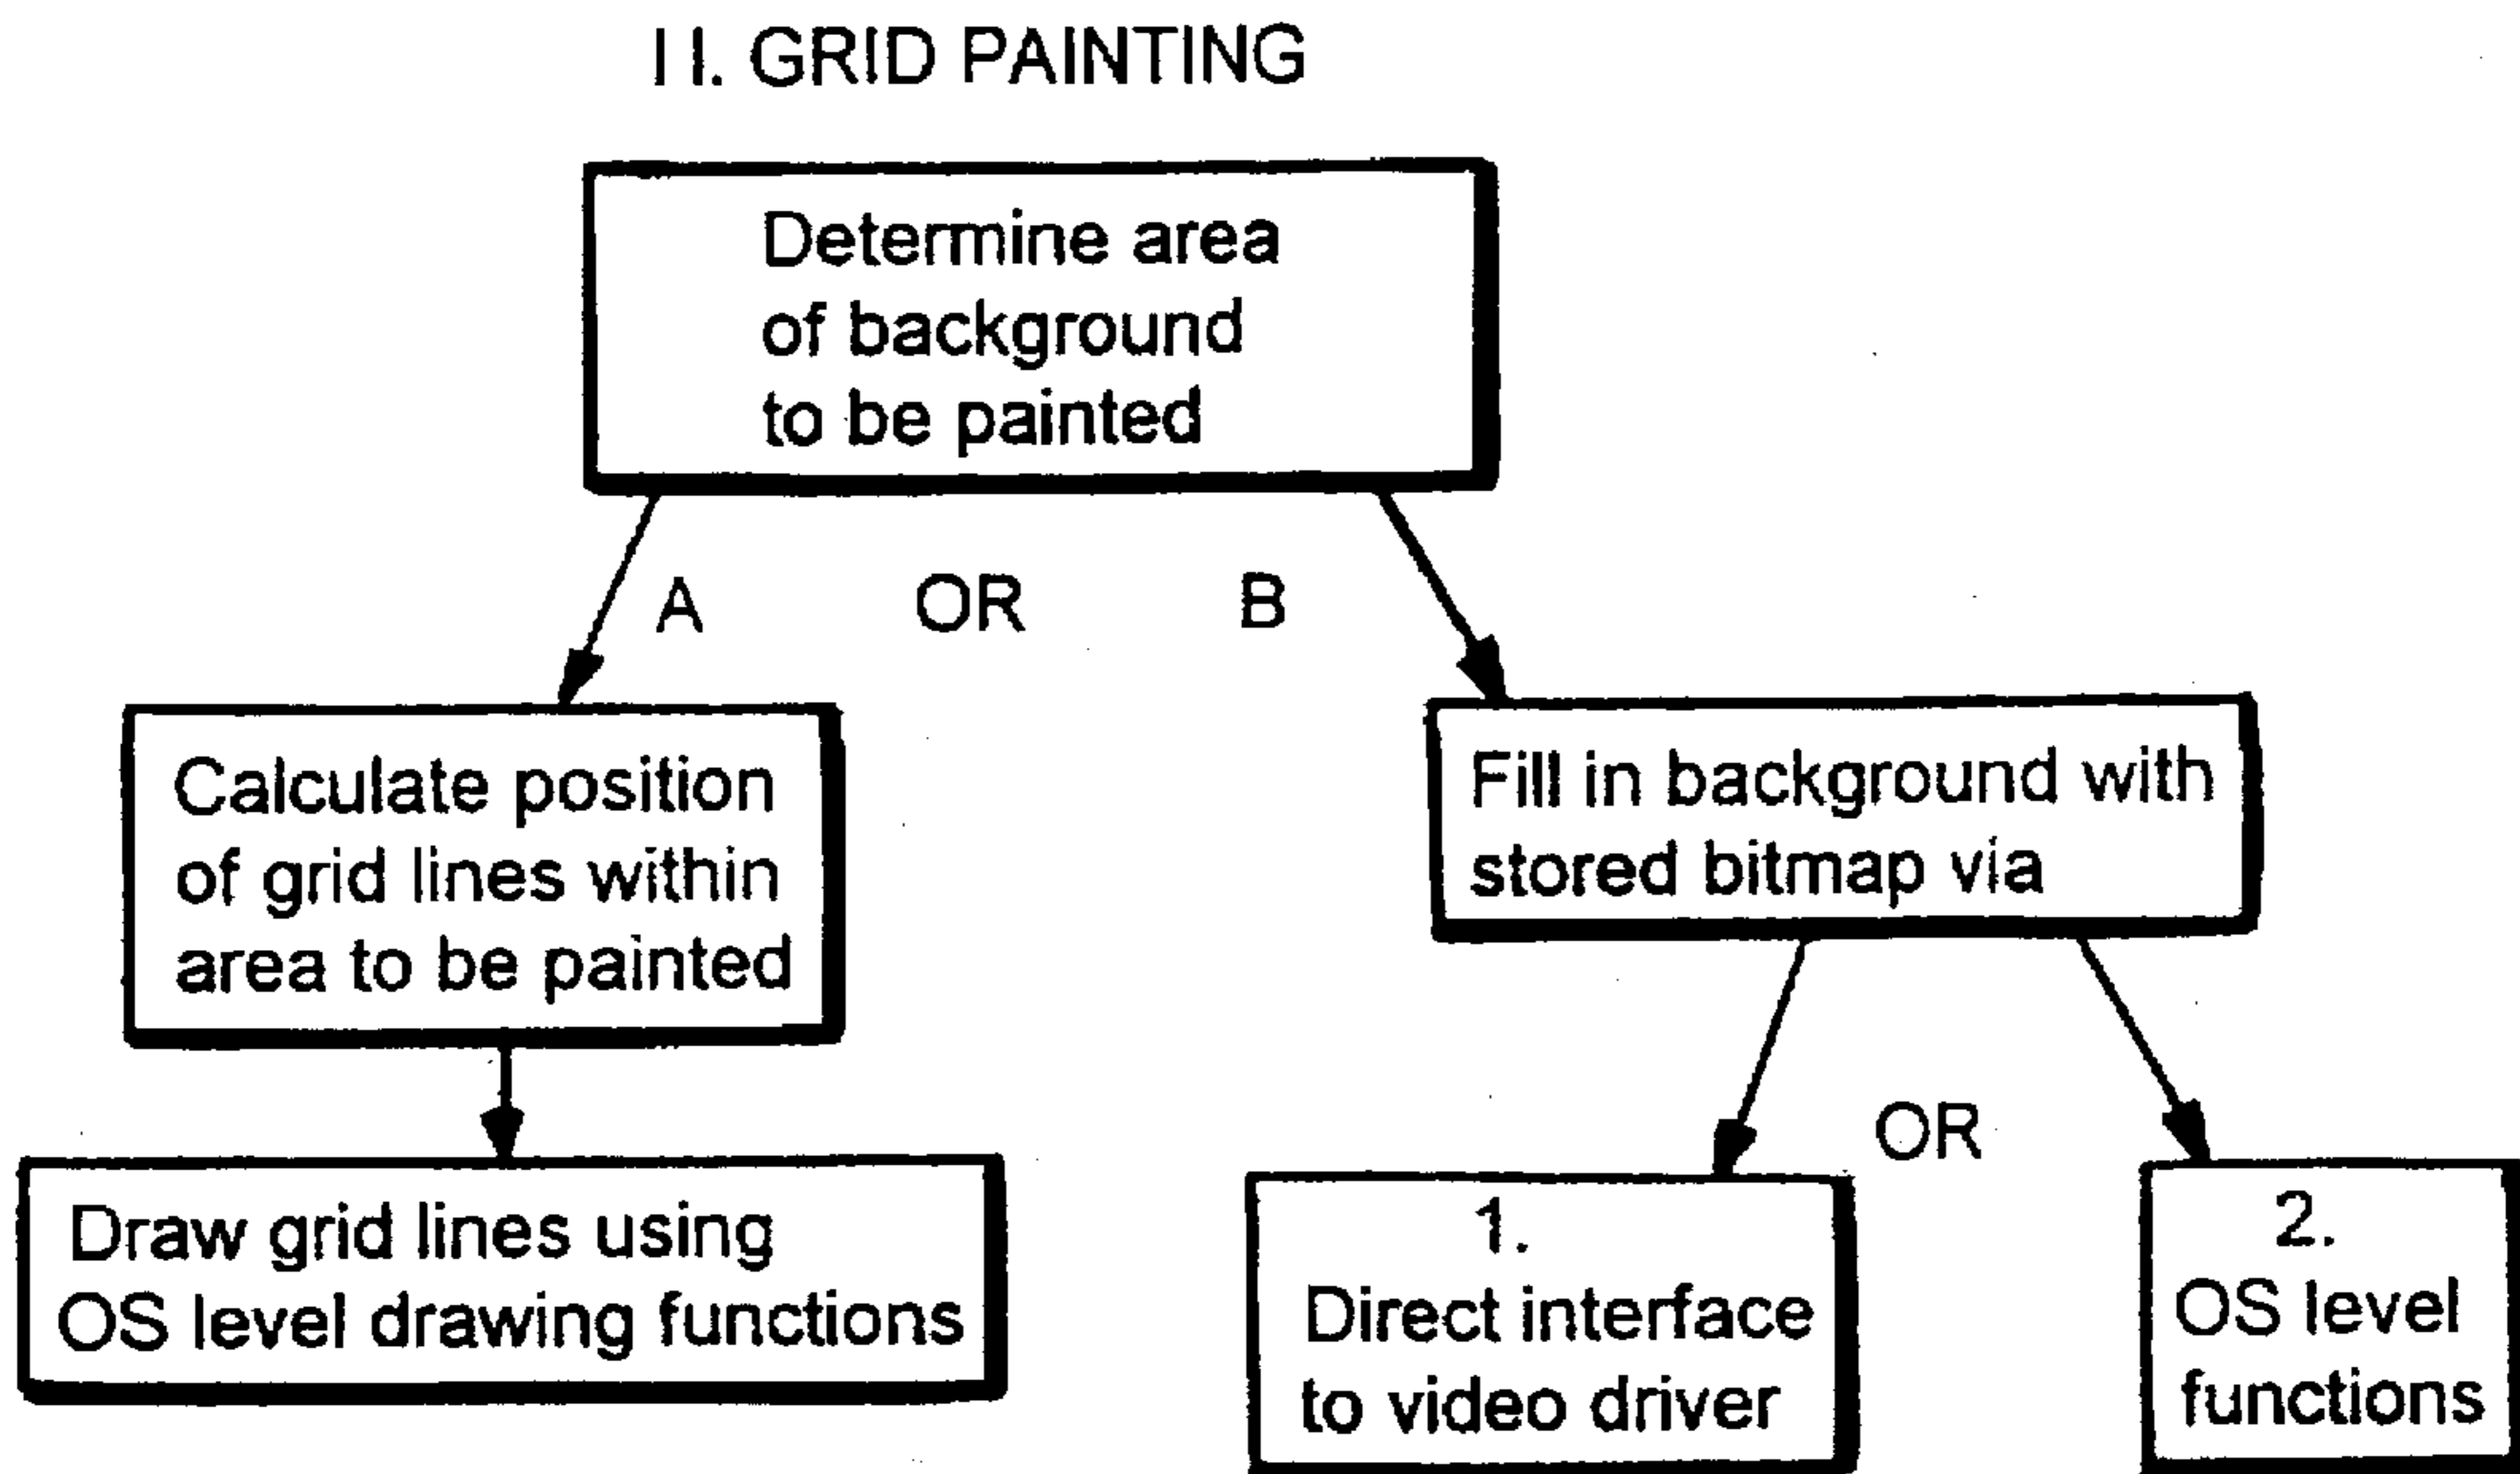 II. GRID PAINTING
Determine area
of background
to be painted
A OR B
Calculate position
of grid lines within
area to be painted
Fill in background with
stored bitmap via
Draw grid lines using
OS level drawing functions
OR
1.
Direct interface
to video driver
2.
OS level
functions